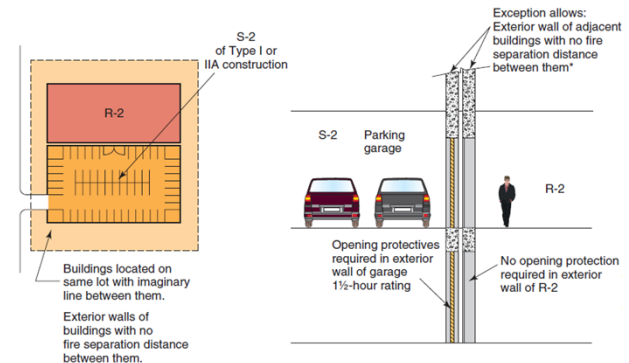 S-2
of Type I or
IIA construction
R-2
Buildings located on
same lot with imaginary
line between them.
Exterior walls of
buildings with no
fire separation distance
between them.
Exception allows:
Exterior wall of adjacent
buildings with no fire
separation distance
between them*
S-2
Parking
garage
R-2
Opening protectives
required in exterior
wall of garage
1½-hour rating
No opening protection
required in exterior
wall of R-2